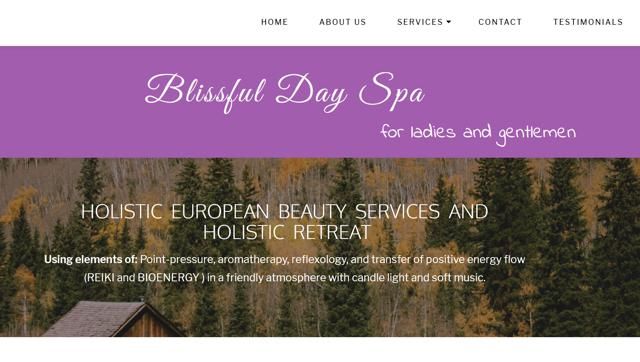 HOME ABOUT US SERVICES CONTACT TESTIMONIALS
Blissful Day Spa
for ladies and gentlemen
HOLISTIC EUROPEAN BEAUTY SERVICES AND
HOLISTIC RETREAT
Using elements of: Point-pressure, aromatherapy, reflexology, and transfer of positive energy flow
(REIKI and BIOENERGY ) in a friendly atmosphere with candle light and soft music.